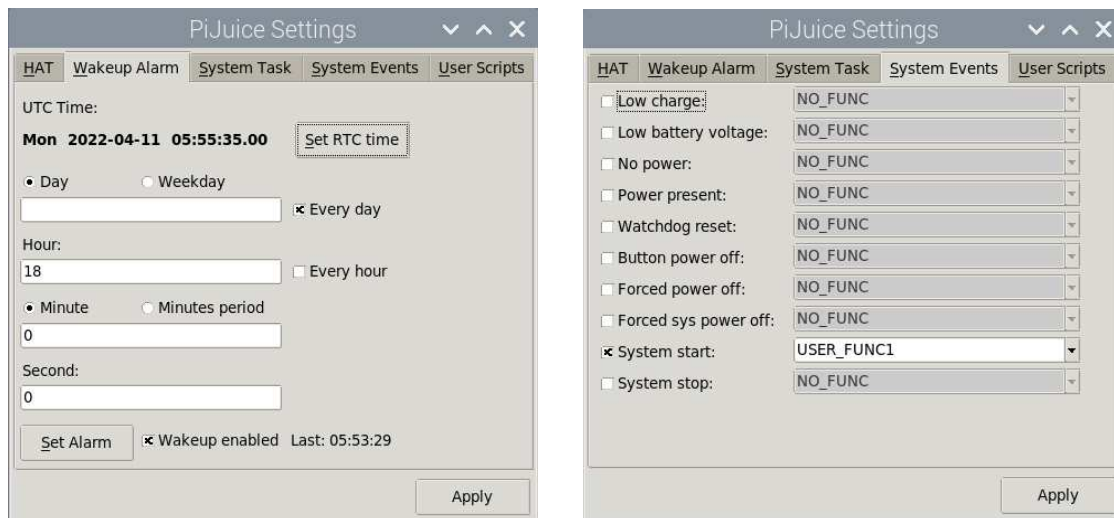 PiJuice Settings
HAT Wakeup Alarm System Task System Events User Scripts
UTC Time:
Mon 2022-04-11 05:55:35.00 Set RTC time
Day Weekday
Every day
Hour:
18 Every hour
Minute Minutes period
0
Second:
0
Set Alarm Wakeup enabled Last: 05:53:29
Apply
PiJuice Settings
HAT Wakeup Alarm System Task System Events User Scripts
Low charge: NO_FUNC
Low battery voltage: NO_FUNC
No power: NO_FUNC
Power present: NO_FUNC
Watchdog reset: NO_FUNC
Button power off: NO_FUNC
Forced power off: NO_FUNC
Forced sys power off: NO_FUNC
System start: USER_FUNC1
System stop: NO_FUNC
Apply